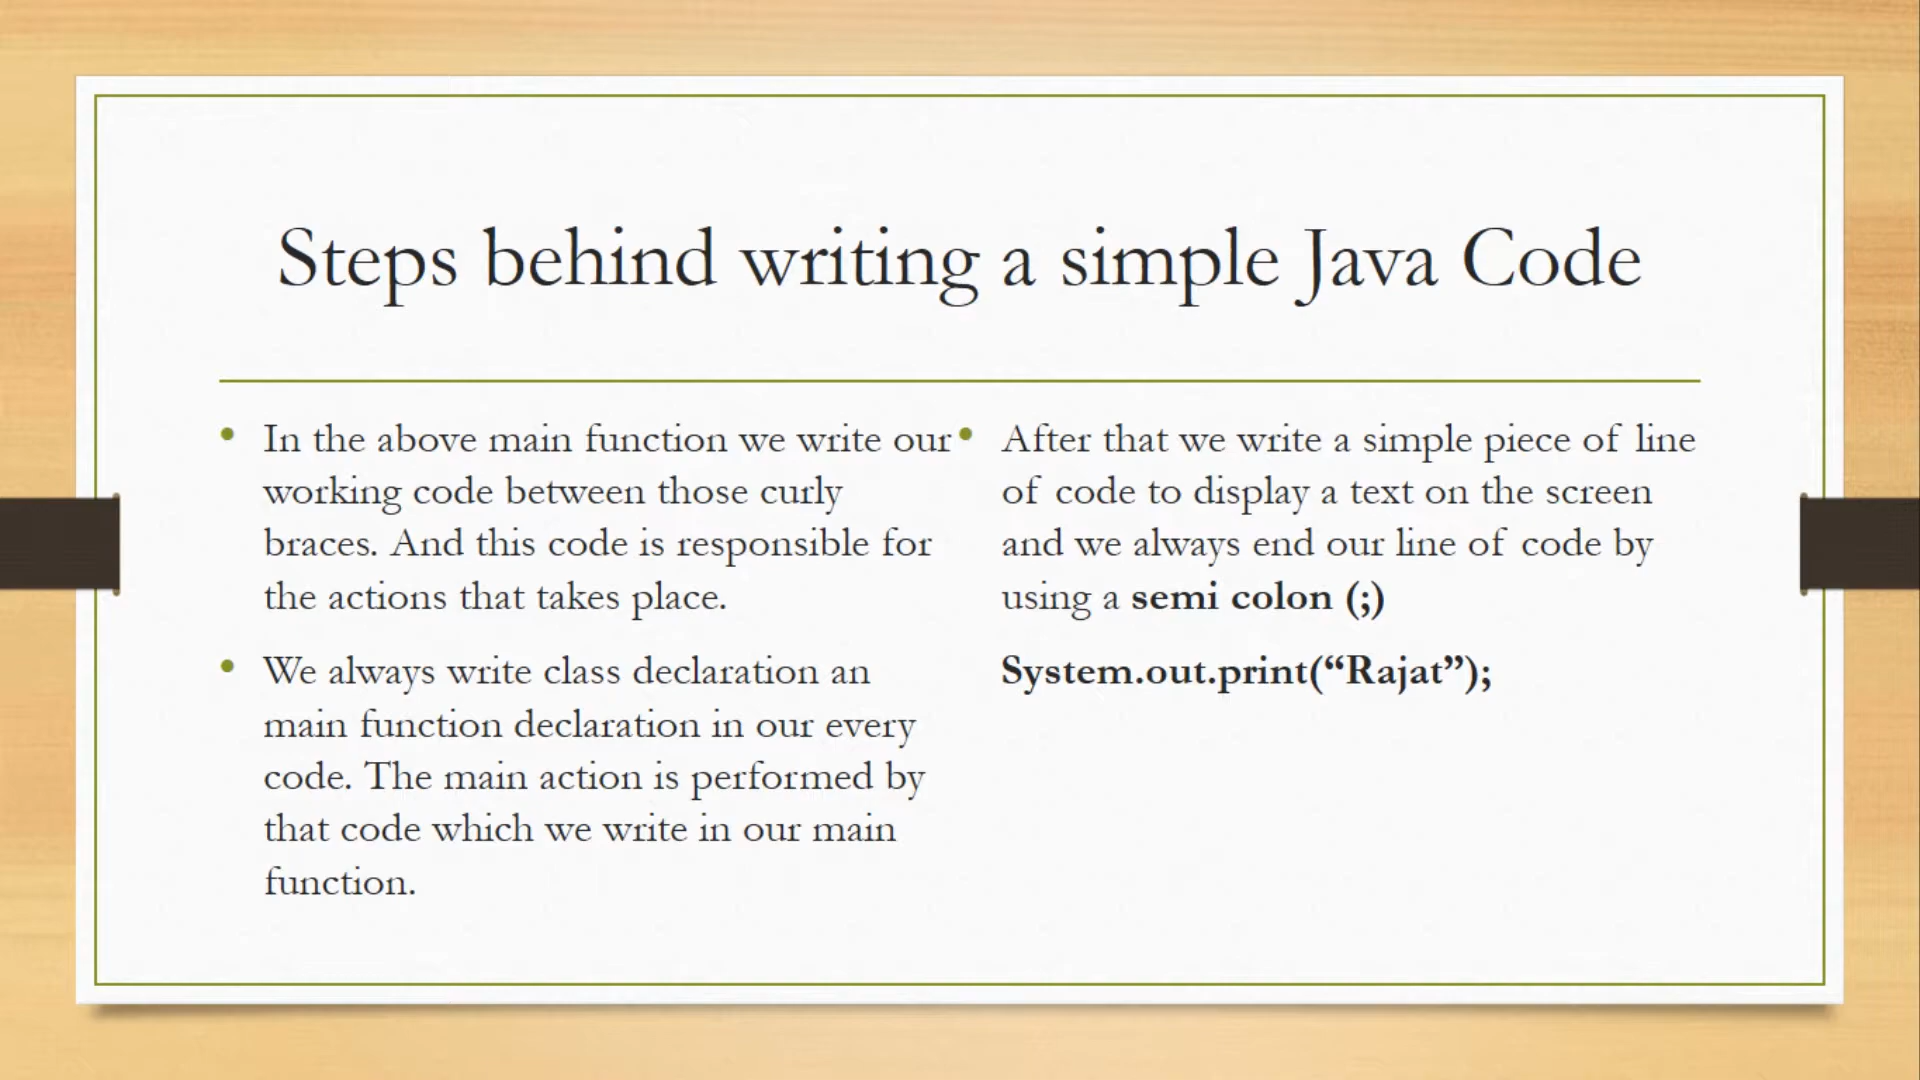 Steps behind writing a simple Java Code
In the above main function we write our
working code between those curly
braces. And this code is responsible for
the actions that takes place.
We always write class declaration an
main function declaration in our every
code. The main action is performed by
that code which we write in our main
function.
After that we write a simple piece of line
of code to display a text on the screen
and we always end our line of code by
using a semi colon (;)
System.out.print(“Rajat”);